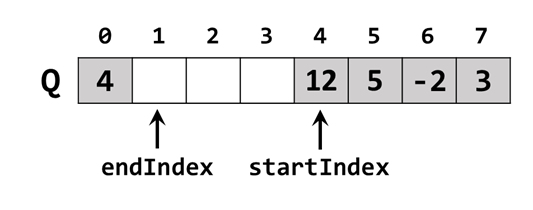 0 1 2 3 4 5 6 7
Q 4 12 5 -2 3
endIndex startIndex